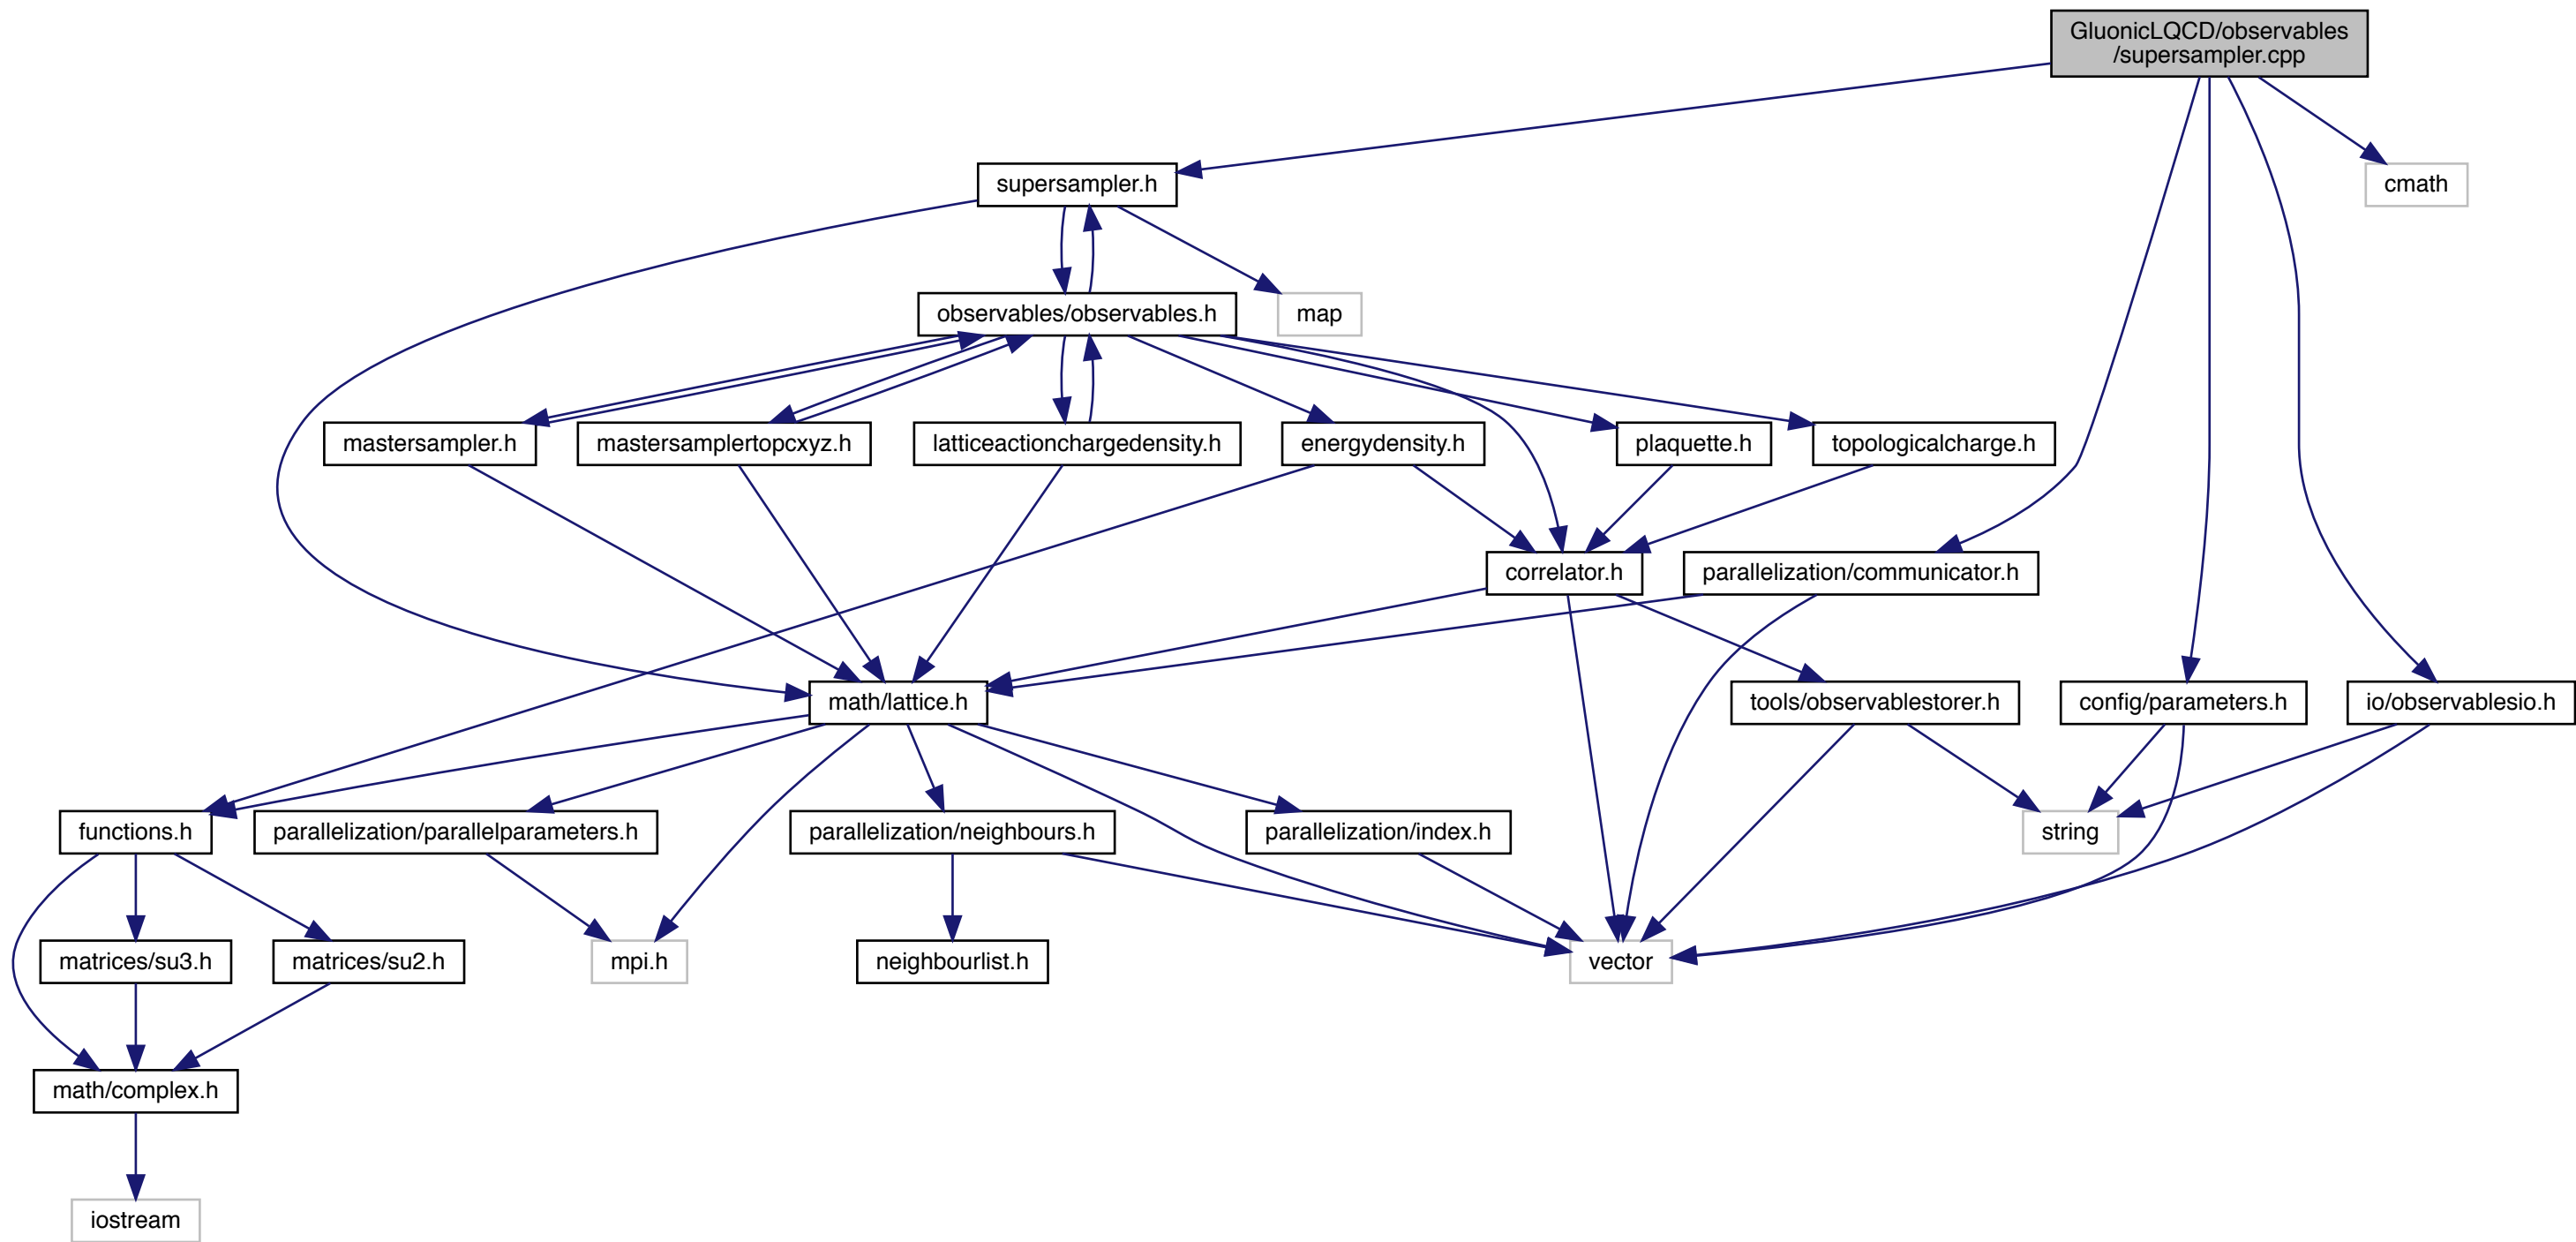 GluonicLQCD/observables
/supersampler.cpp
supersampler.h
cmath
observables/observables.h
map
mastersampler.h
mastersamplertopcxyz.h
latticeactionchargedensity.h
energydensity.h
plaquette.h
topologicalcharge.h
correlator.h
parallelization/communicator.h
math/lattice.h
tools/observablestorer.h
config/parameters.h
io/observablesio.h
functions.h
parallelization/parallelparameters.h
parallelization/neighbours.h
parallelization/index.h
string
matrices/su3.h
matrices/su2.h
mpi.h
neighbourlist.h
vector
math/complex.h
iostream